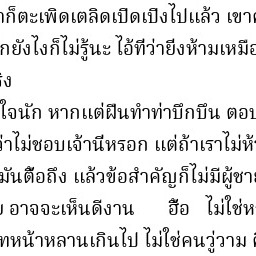 าก็ตะเพิดเตลิดเปิดเปิงไปแล้ว เขาค
กยังไงก็ไม่รู้นะ ไอ้ทีว่ายิ่งห้ามเหมือ
ริง
ใจนัก หากแต่ฝืนทำท่าบึกบึน ตอบ
ว่าไม่ชอบเจ้านีหรอก แต่ถ้าเราไม่ห้
มันดื้อถึง แล้วข้อสำคัญก็ไม่มีผู้ชาย
อาจจะเห็นดีงาน ฮื้อ ไม่ใช่ห
ทหน้าหลานเกินไป ไม่ใช่คนวู่วาม คิ